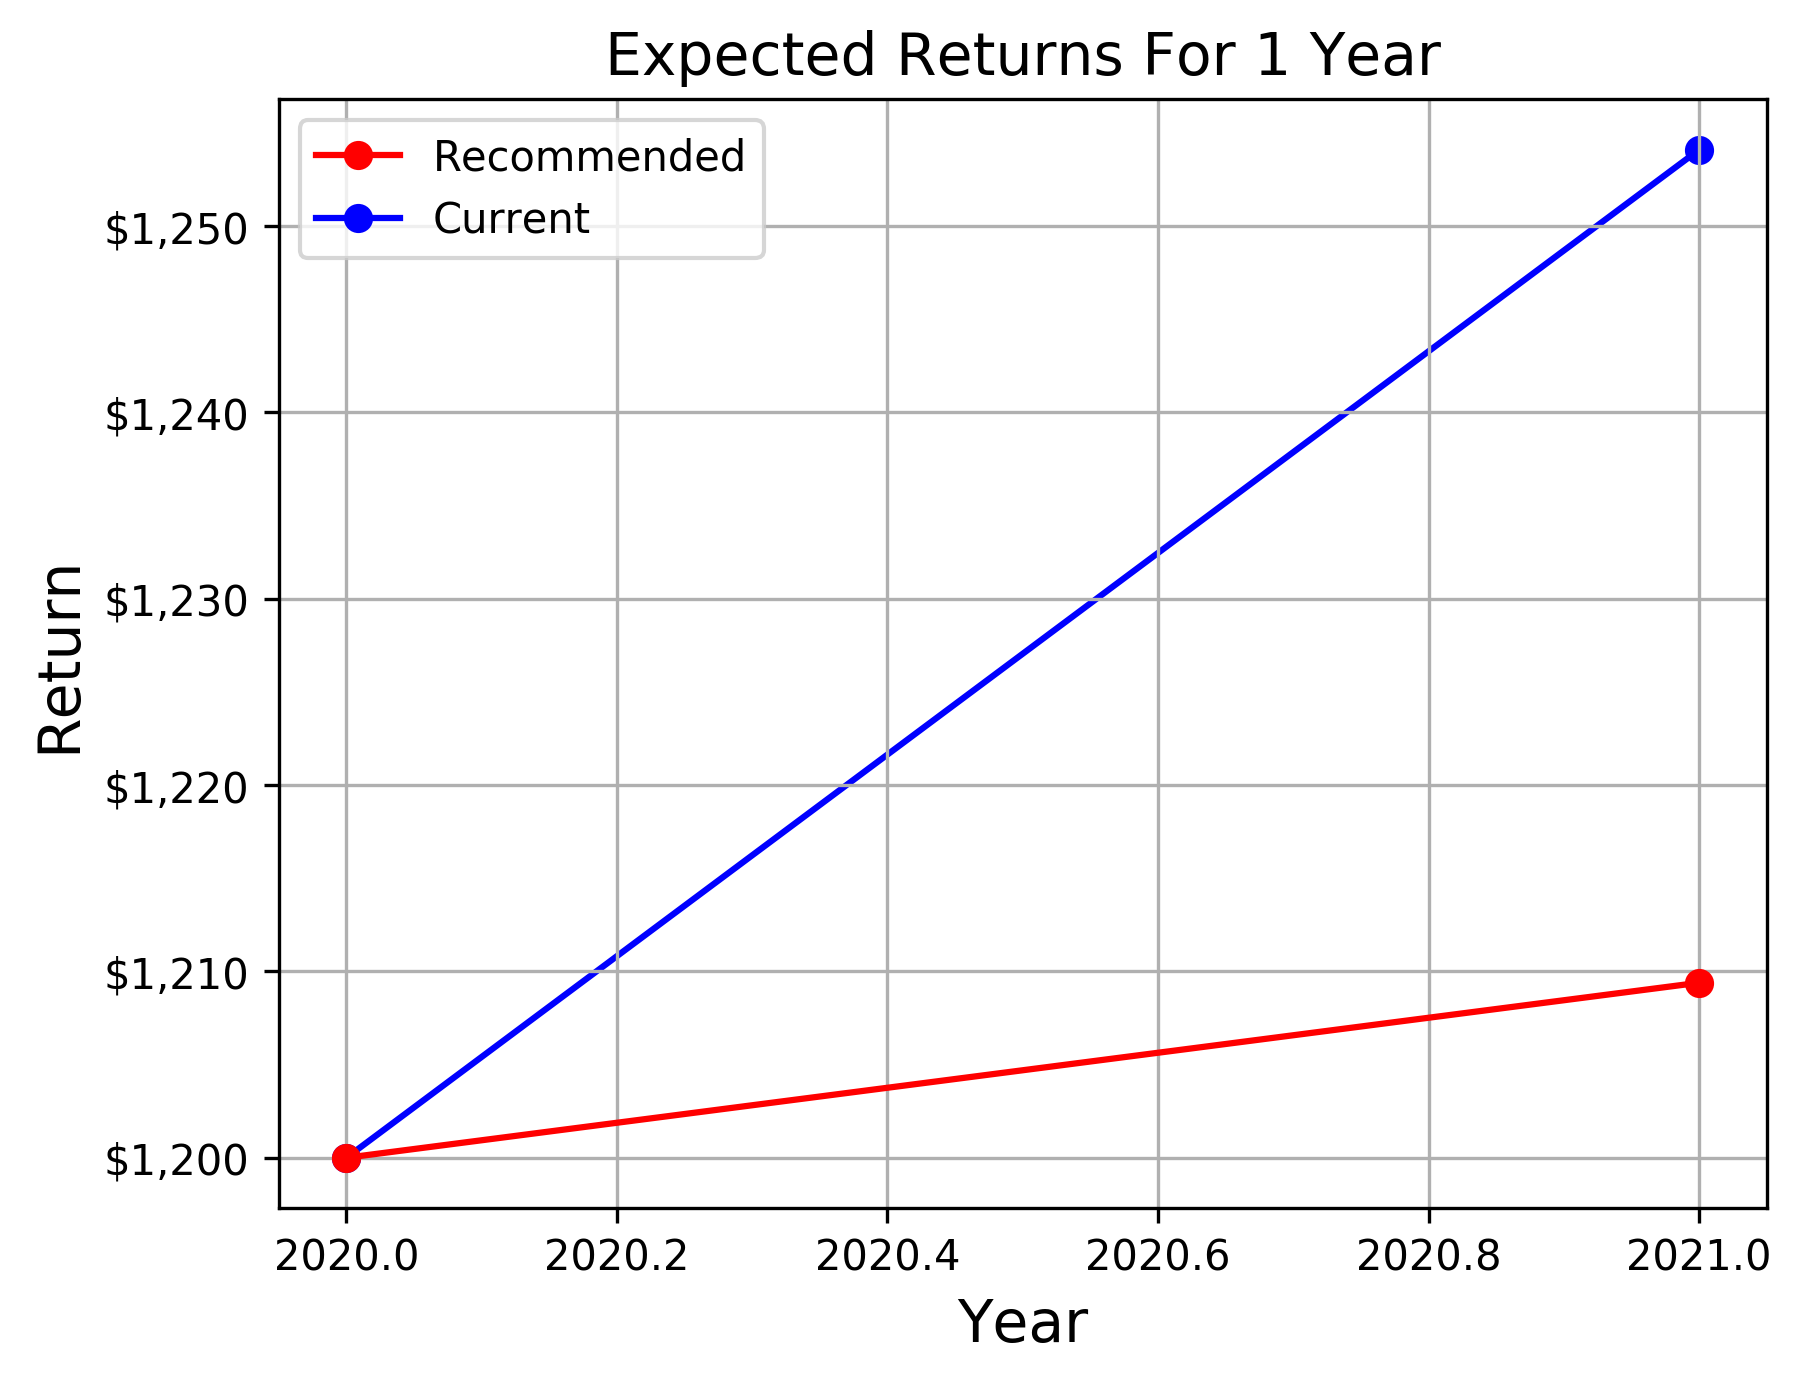 Expected Returns For 1 Year
Recommended
Current
$1,250
$1,240
$1,230
$1,220
$1,210
$1,200
Return
2020.0 2020.2 2020.4 2020.6 2020.8 2021.0
Year